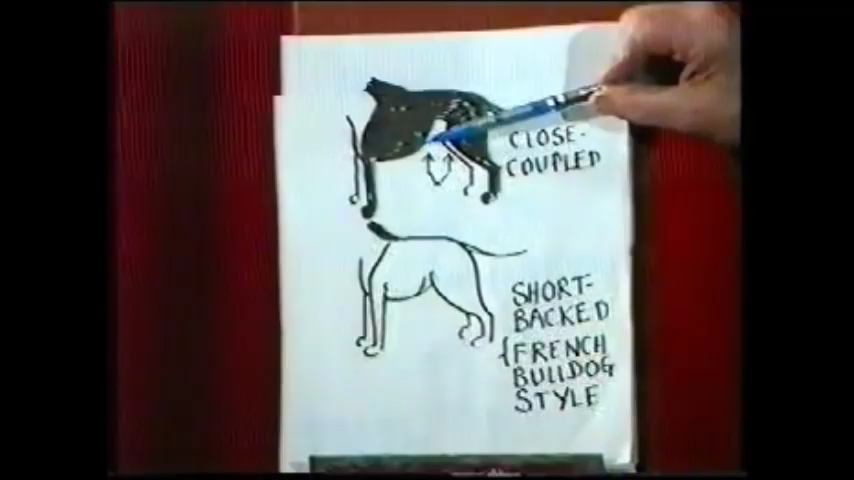 CLOSE-
COUPLED
SHORT-
BACKED
{FRENCH
BULLDOG
STYLE